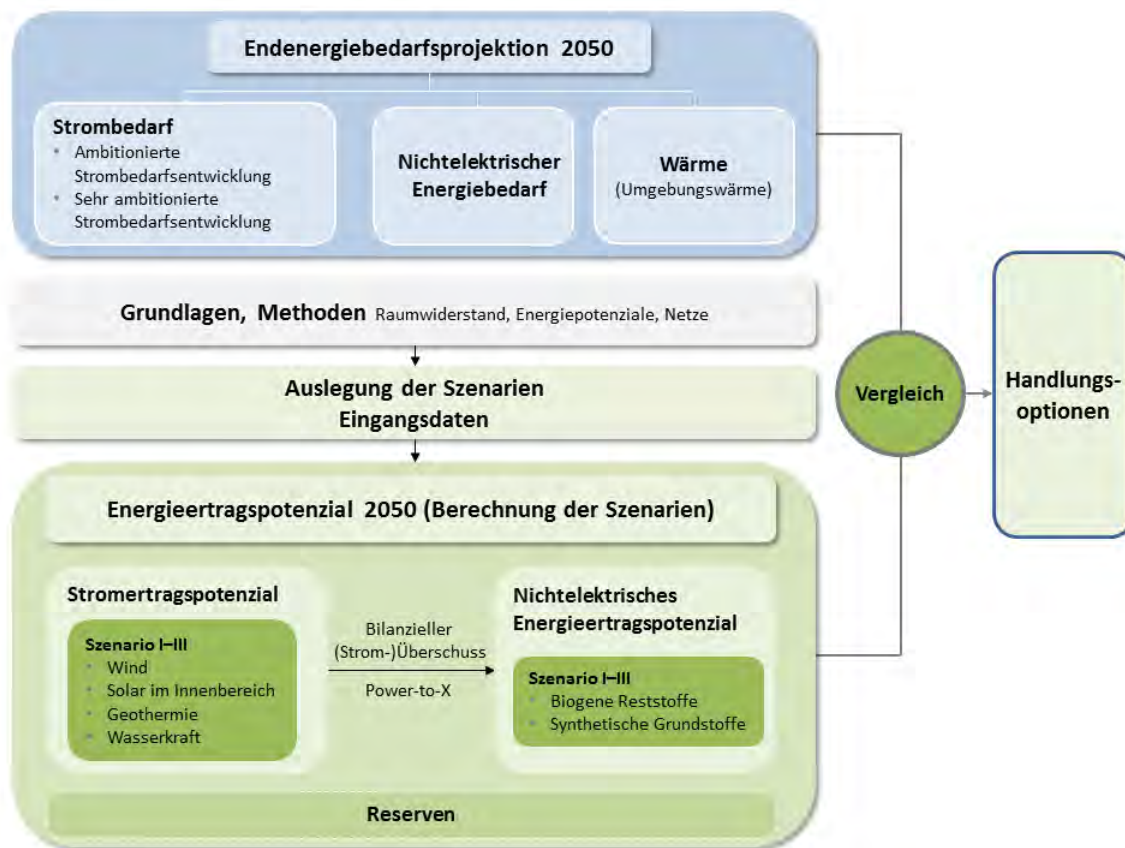 Endenergiebedarfsprojektion 2050
Strombedarf
• Ambitionierte
Strombedarfsentwicklung
• Sehr ambitionierte
Strombedarfsentwicklung
Nichtelektrischer
Energiebedarf
Wärme
(Umgebungswärme)
Grundlagen, Methoden Raumwiderstand, Energiepotenziale, Netze
Auslegung der Szenarien
Eingangsdaten
Vergleich
Handlungs-
optionen
Energieertragspotenzial 2050 (Berechnung der Szenarien)
Stromertragspotenzial
Szenario I–III
• Wind
• Solar im Innenbereich
• Geothermie
• Wasserkraft
Bilanzieller
(Strom-)Überschuss
Power-to-X
Nichtelektrisches
Energieertragspotenzial
Szenario I–III
• Biogene Reststoffe
• Synthetische Grundstoffe
Reserven